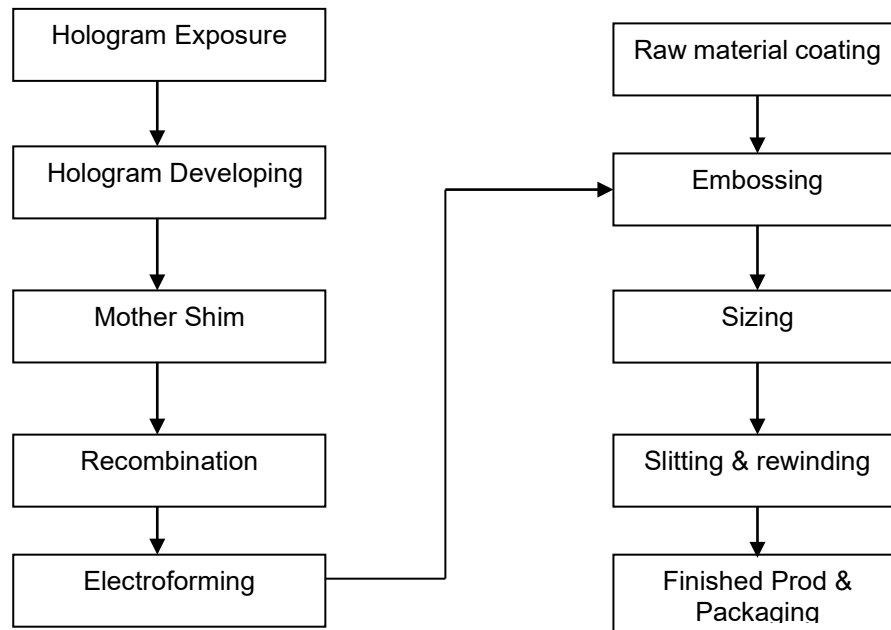 Hologram Exposure
Hologram Developing
Mother Shim
Recombination
Electroforming
Raw material coating
Embossing
Sizing
Slitting & rewinding
Finished Prod &
Packaging